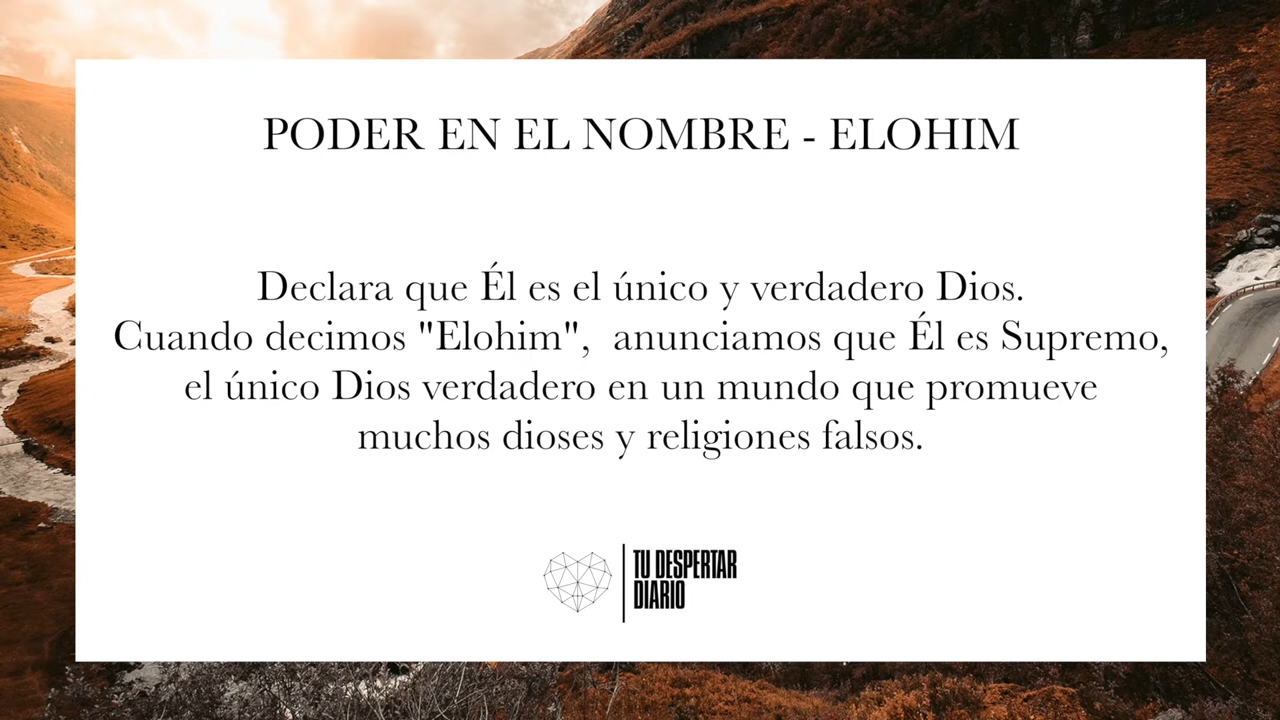 PODER EN EL NOMBRE - ELOHIM
Declara que Él es el único y verdadero Dios.
Cuando decimos "Elohim",  anunciamos que Él es Supremo,
el único Dios verdadero en un mundo que promueve
muchos dioses y religiones falsos.
TU DESPERTAR
DIARIO